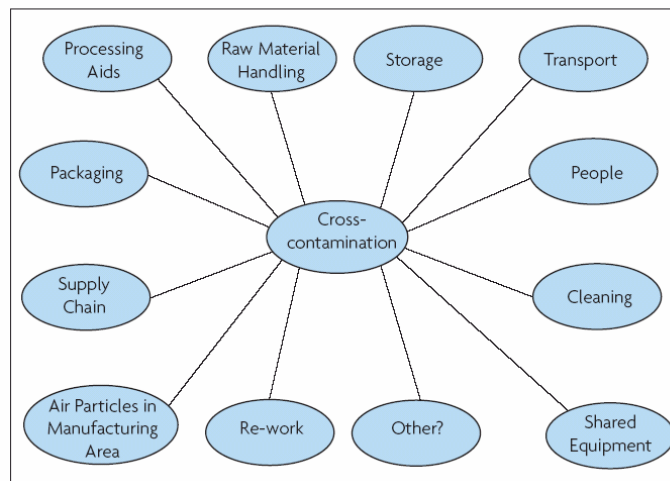 Processing
Aids
Raw Material
Handling
Storage
Transport
Packaging
People
Cross-
contamination
Supply
Chain
Cleaning
Air Particles in
Manufacturing
Area
Re-work
Other?
Shared
Equipment